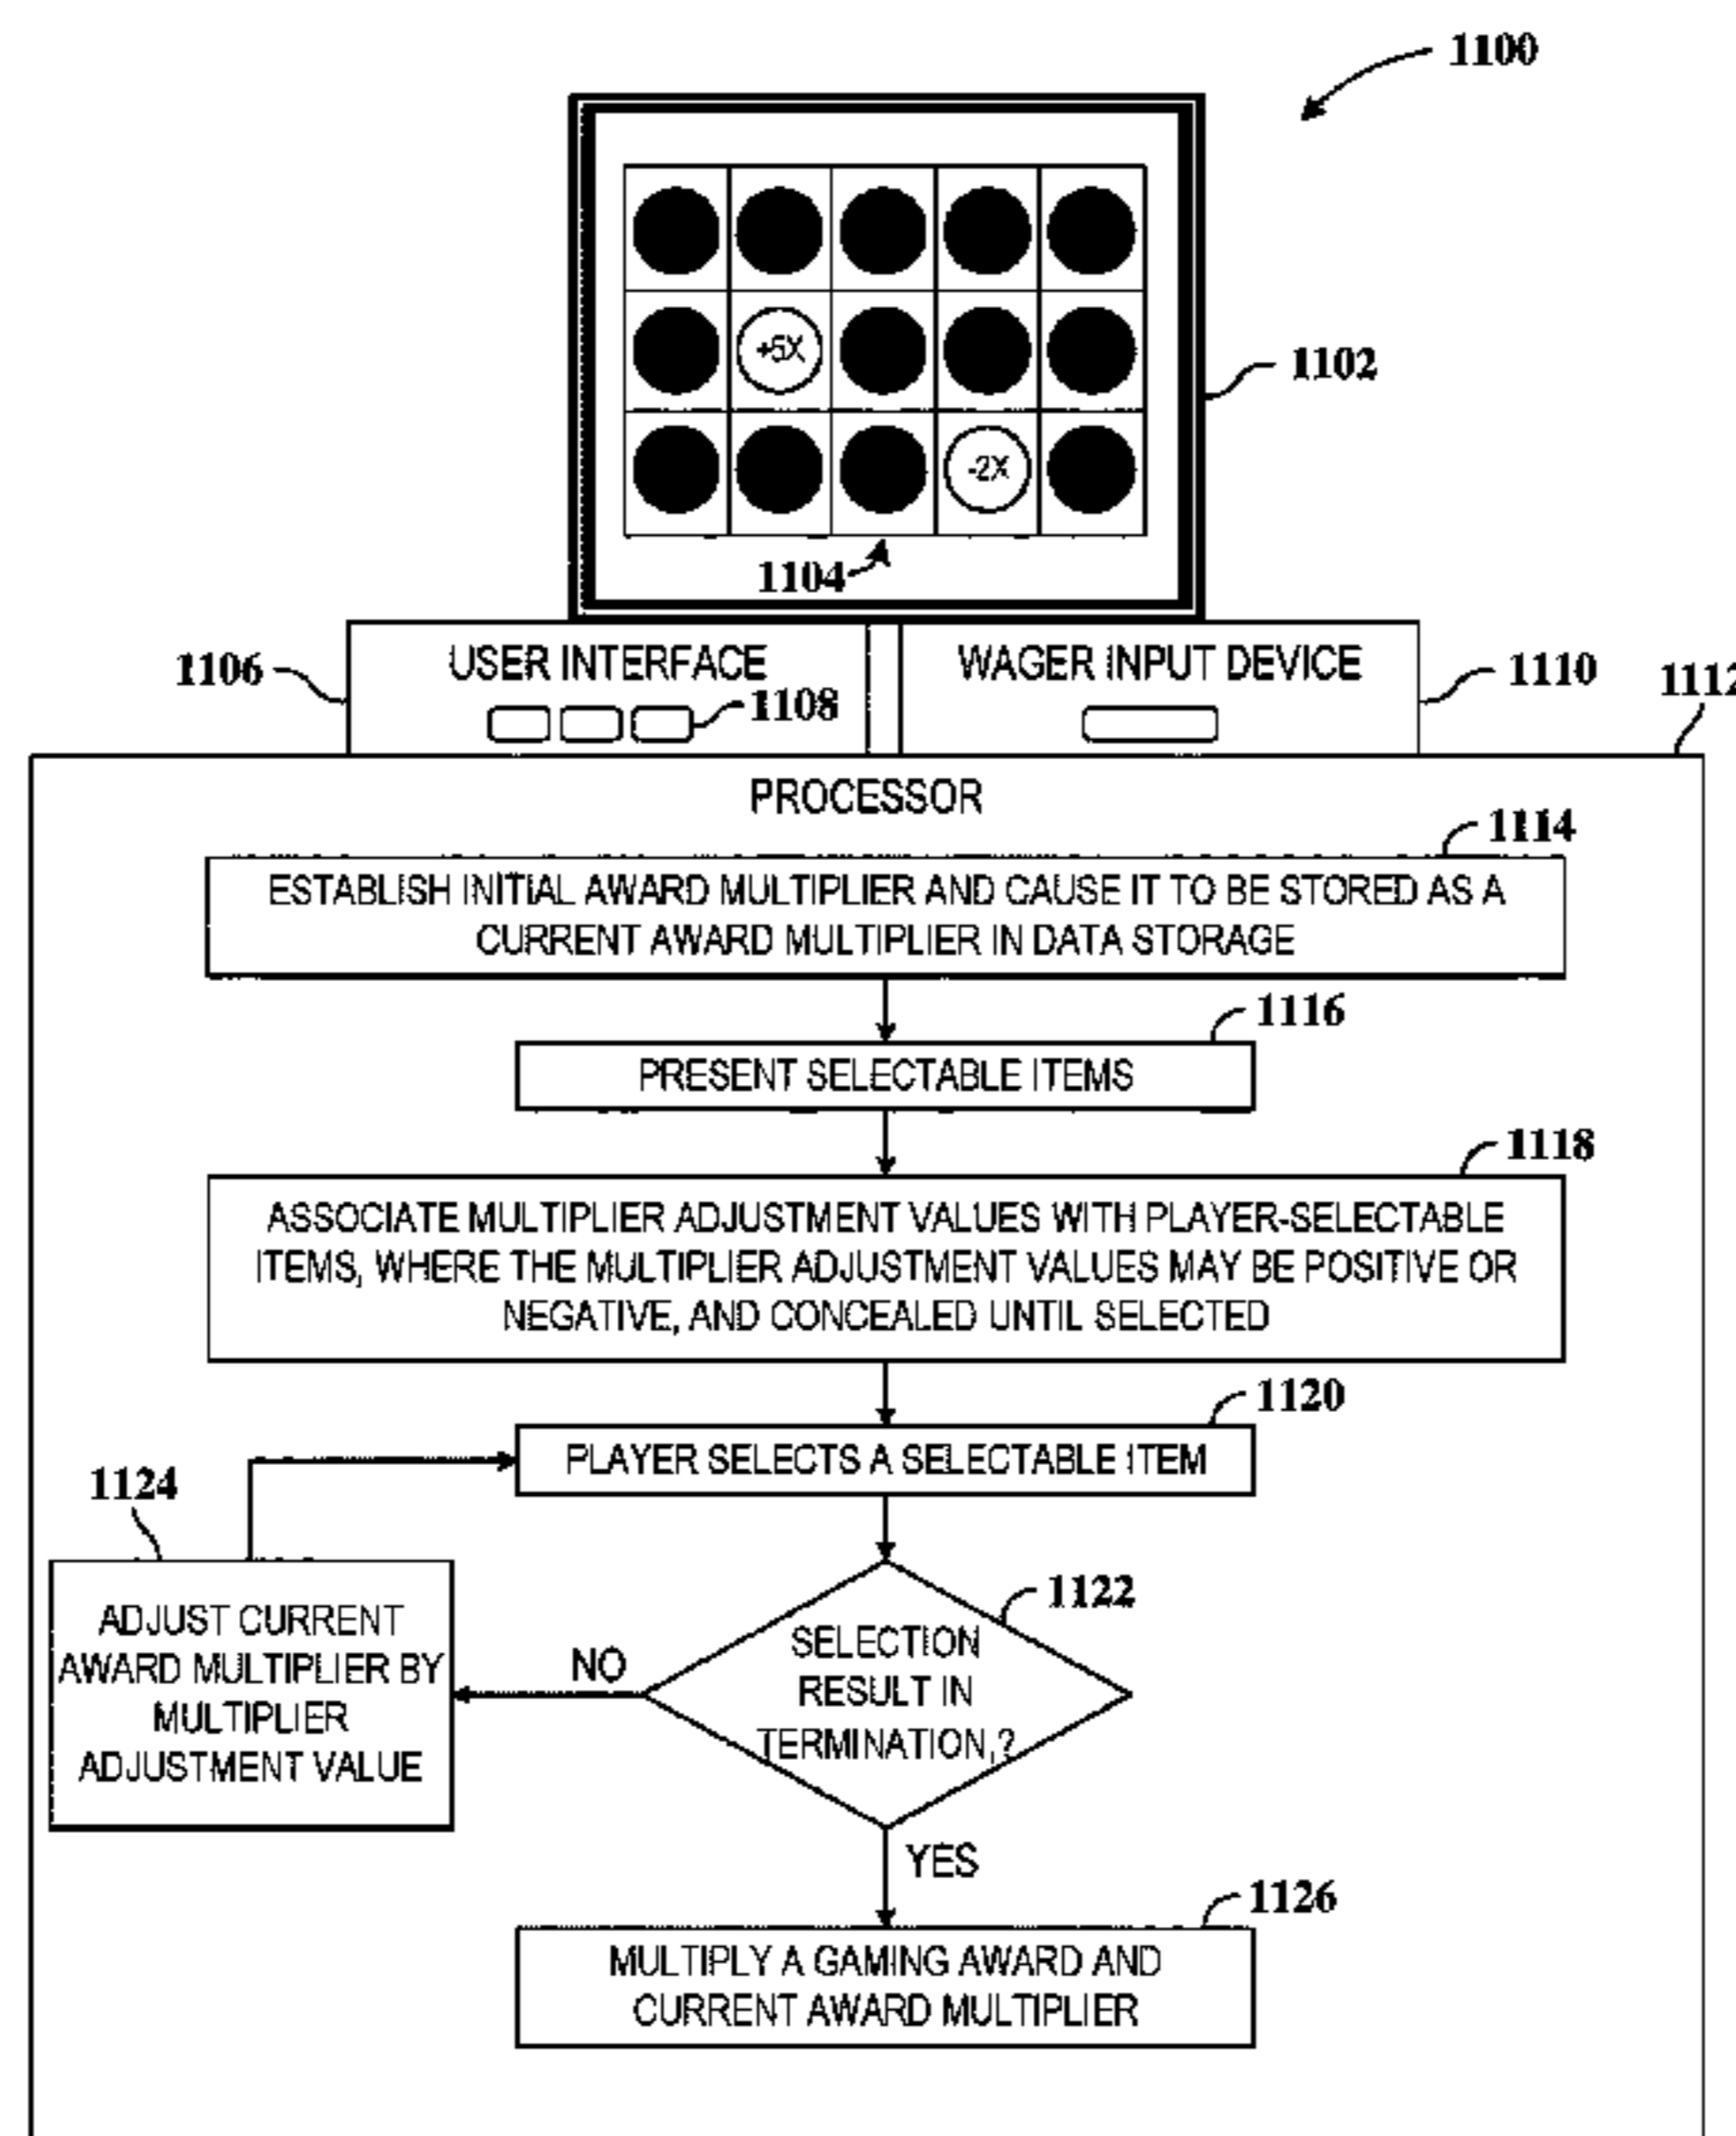 1100
+5X
1102
-2X
1104
1106
USER INTERFACE
WAGER INPUT DEVICE
1110
1108
1112
PROCESSOR
1114
ESTABLISH INITIAL AWARD MULTIPLIER AND CAUSE IT TO BE STORED AS A
CURRENT AWARD MULTIPLIER IN DATA STORAGE
1116
PRESENT SELECTABLE ITEMS
1118
ASSOCIATE MULTIPLIER ADJUSTMENT VALUES WITH PLAYER-SELECTABLE
ITEMS, WHERE THE MULTIPLIER ADJUSTMENT VALUES MAY BE POSITIVE OR
NEGATIVE, AND CONCEALED UNTIL SELECTED
1120
PLAYER SELECTS A SELECTABLE ITEM
1124
ADJUST CURRENT
AWARD MULTIPLIER BY
MULTIPLIER
ADJUSTMENT VALUE
NO
1122
SELECTION
RESULT IN
TERMINATION,?
YES
1126
MULTIPLY A GAMING AWARD AND
CURRENT AWARD MULTIPLIER